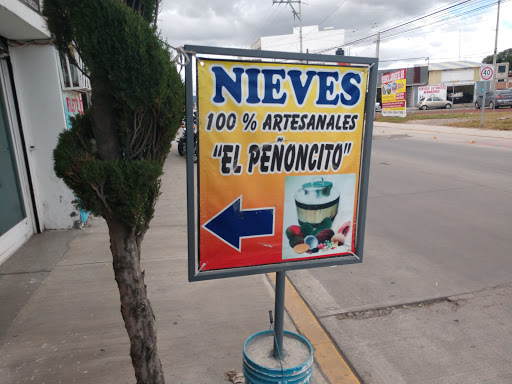 NIEVES
100 % ARTESANALES
"EL PEÑONCITO"
40